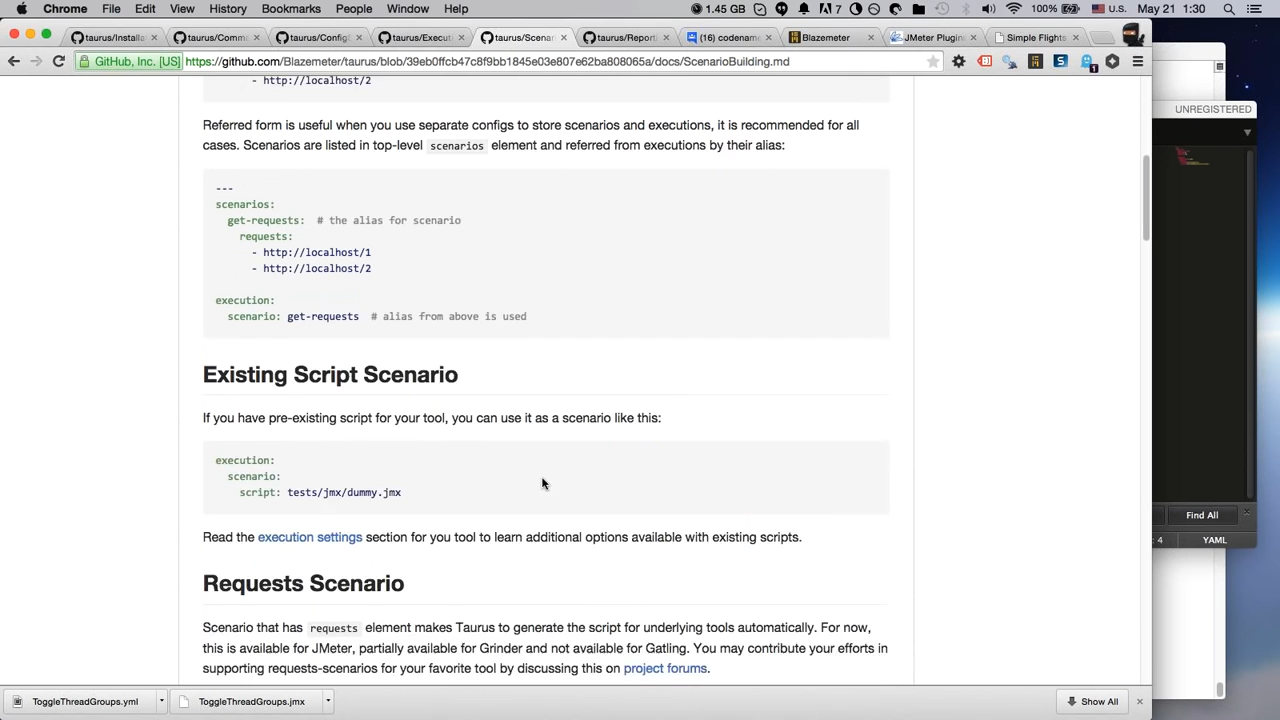 Chrome File Edit View History Bookmarks People Window Help 1.45 GB 7 100% U.S. May 21 1:30
taurus/Installa taurus/Comm taurus/Confi taurus/Executi taurus/Scenar taurus/Reporti (16) codename Blazemeter JMeter Plugins Simple Flights
GitHub, Inc. [US] https://github.com/Blazemeter/taurus/blob/39eb0ffcb47c8f9bb1845e03e807e62ba808065a/docs/ScenarioBuilding.md
UNREGISTERED
- http://localhost/2
Referred form is useful when you use separate configs to store scenarios and executions, it is recommended for all
cases. Scenarios are listed in top-level scenarios element and referred from executions by their alias:
---
scenarios:
get-requests: # the alias for scenario
requests:
- http://localhost/1
- http://localhost/2
execution:
scenario: get-requests # alias from above is used
Existing Script Scenario
If you have pre-existing script for your tool, you can use it as a scenario like this:
execution:
scenario:
script: tests/jmx/dummy.jmx
Find All
: 4 YAML
Read the execution settings section for you tool to learn additional options available with existing scripts.
Requests Scenario
Scenario that has requests element makes Taurus to generate the script for underlying tools automatically. For now,
this is available for JMeter, partially available for Grinder and not available for Gatling. You may contribute your efforts in
supporting requests-scenarios for your favorite tool by discussing this on project forums.
ToggleThreadGroups.yml ToggleThreadGroups.jmx Show All